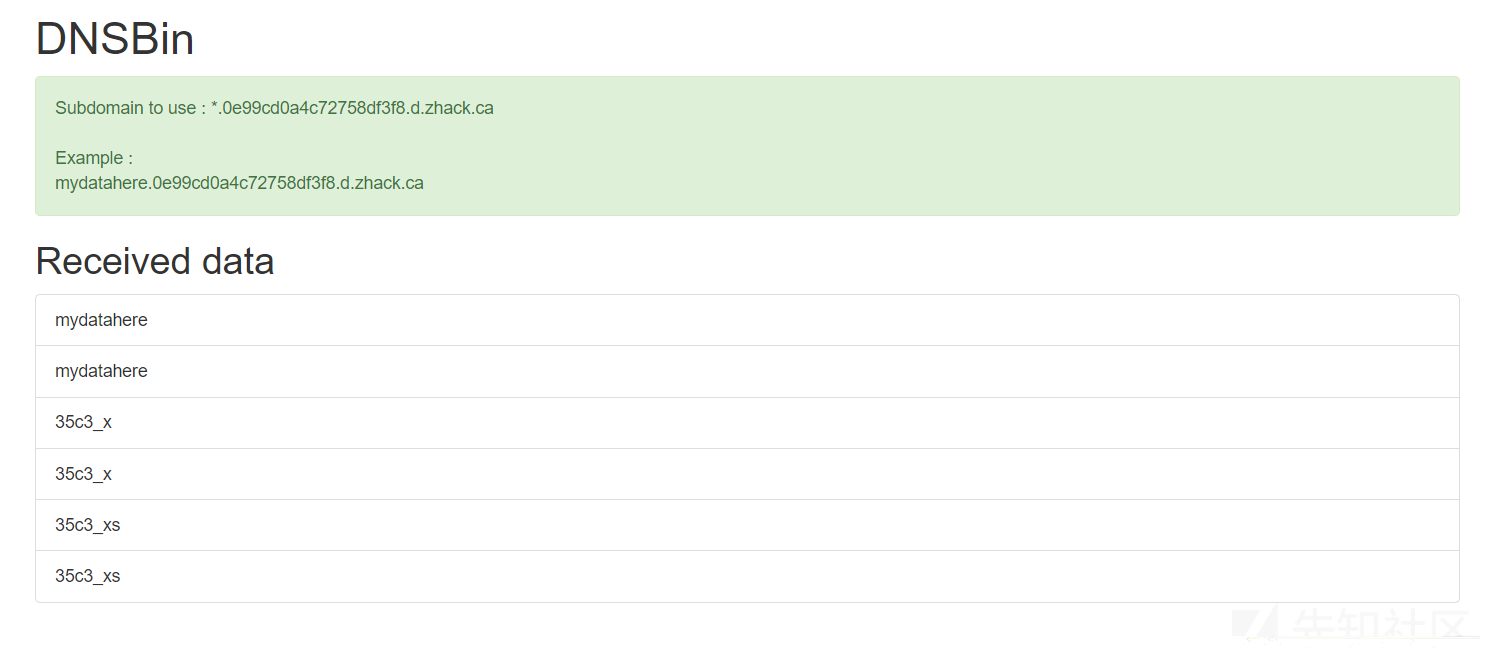 DNSBin
Subdomain to use : *.0e99cd0a4c72758df3f8.d.zhack.ca
Example :
mydatahere.0e99cd0a4c72758df3f8.d.zhack.ca
Received data
mydatahere
mydatahere
35c3_x
35c3_x
35c3_xs
35c3_xs
先知社区